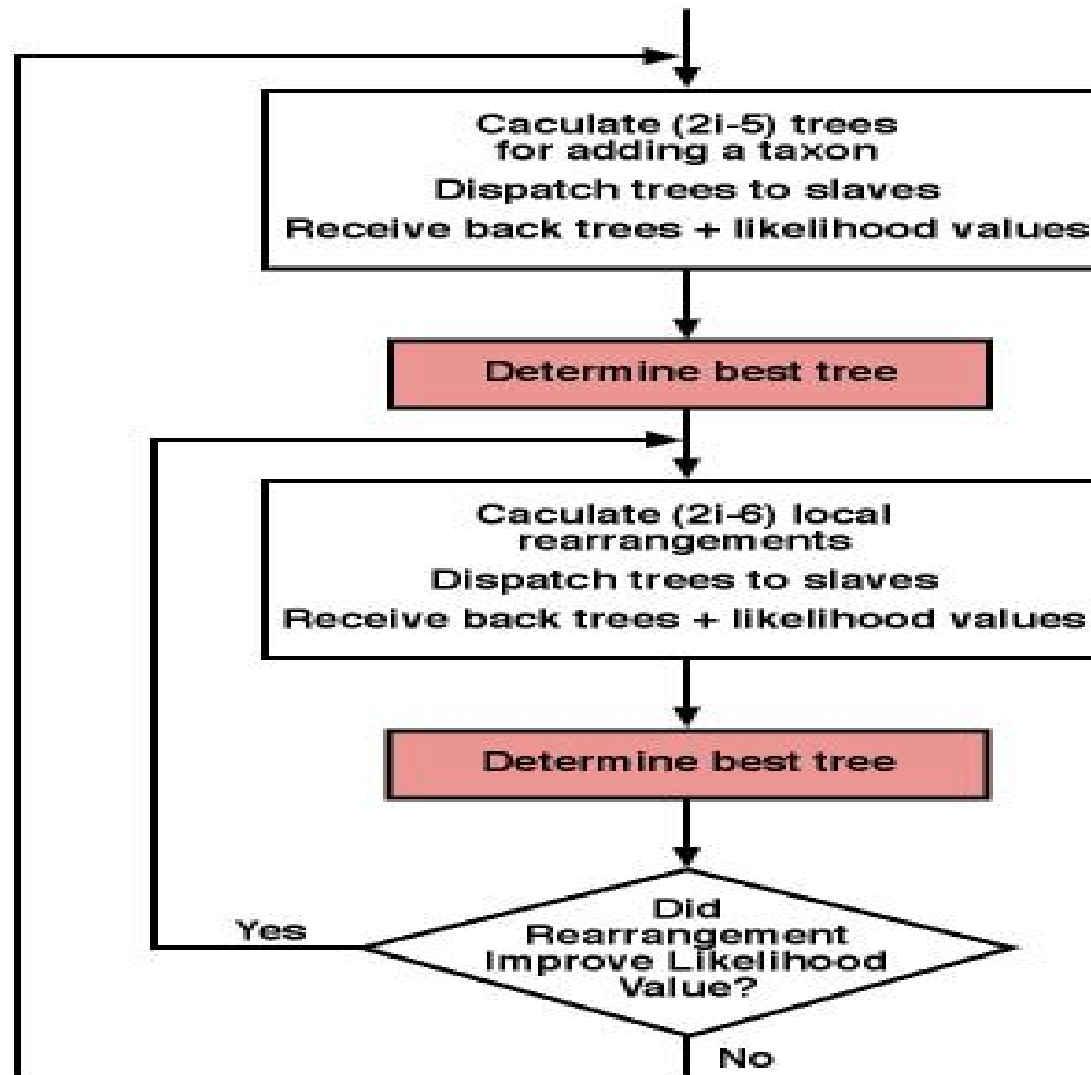 Caculate (2i-5) trees
for adding a taxon
Dispatch trees to slaves
Receive back trees + likelihood values
Determine best tree
Caculate (2i-6) local
rearrangements
Dispatch trees to slaves
Receive back trees + likelihood values
Determine best tree
Did
Rearrangement
Improve Likelihood
Value?
Yes
No